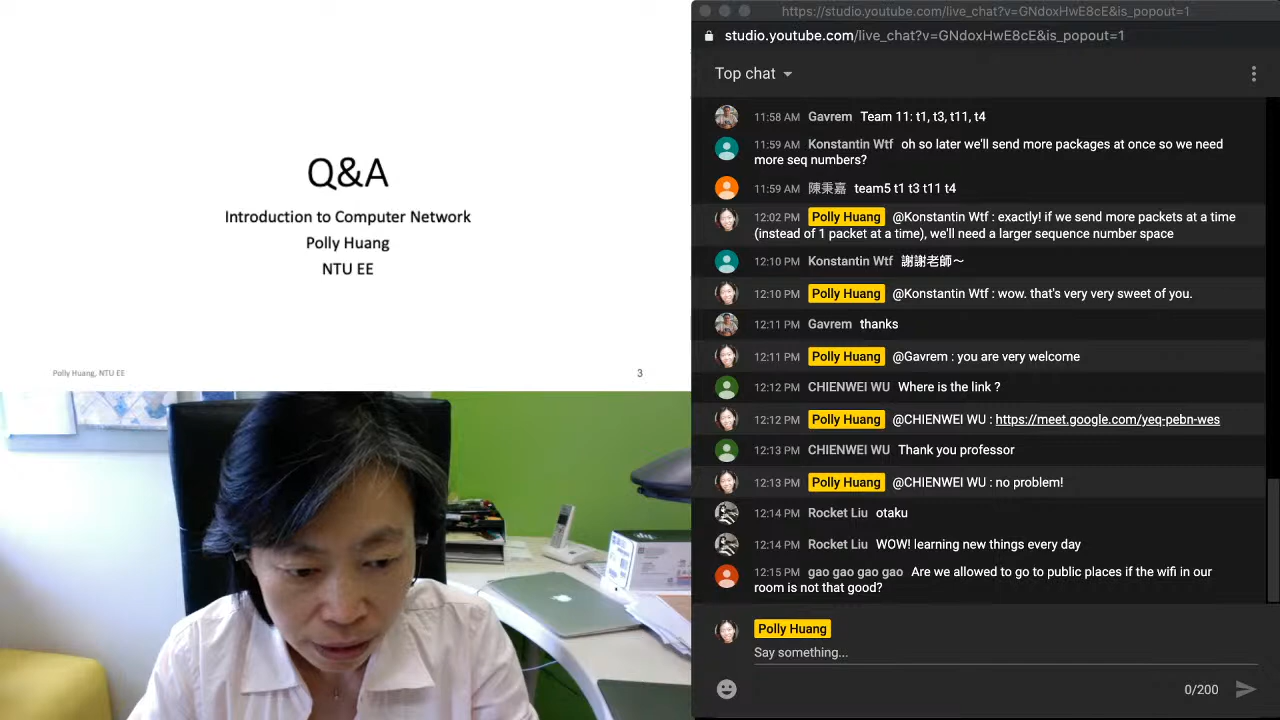 Q&A
Introduction to Computer Network
Polly Huang
NTU EE
Polly Huang, NTU EE
3
https://studio.youtube.com/live_chat?v=GNdoxHwE8cE&is_popout=1
studio.youtube.com/live_chat?v=GNdoxHwE8cE&is_popout=1
Top chat
11:58 AM Gavrem Team 11: t1, t3, t11, t4
11:59 AM Konstantin Wtf oh so later we'll send more packages at once so we need
more seq numbers?
11:59 AM 陳秉嘉 team5 t1 t3 t11 t4
12:02 PM Polly Huang @Konstantin Wtf : exactly! if we send more packets at a time
(instead of 1 packet at a time), we'll need a larger sequence number space
12:10 PM Konstantin Wtf 謝謝老師～
12:10 PM Polly Huang @Konstantin Wtf : wow. that's very very sweet of you.
12:11 PM Gavrem thanks
12:11 PM Polly Huang @Gavrem : you are very welcome
12:12 PM CHIENWEI WU Where is the link ?
12:12 PM Polly Huang @CHIENWEI WU : https://meet.google.com/yeq-pebn-wes
12:13 PM CHIENWEI WU Thank you professor
12:13 PM Polly Huang @CHIENWEI WU : no problem!
12:14 PM Rocket Liu otaku
12:14 PM Rocket Liu WOW! learning new things every day
12:15 PM gao gao gao gao Are we allowed to go to public places if the wifi in our
room is not that good?
Polly Huang
Say something...
0/200